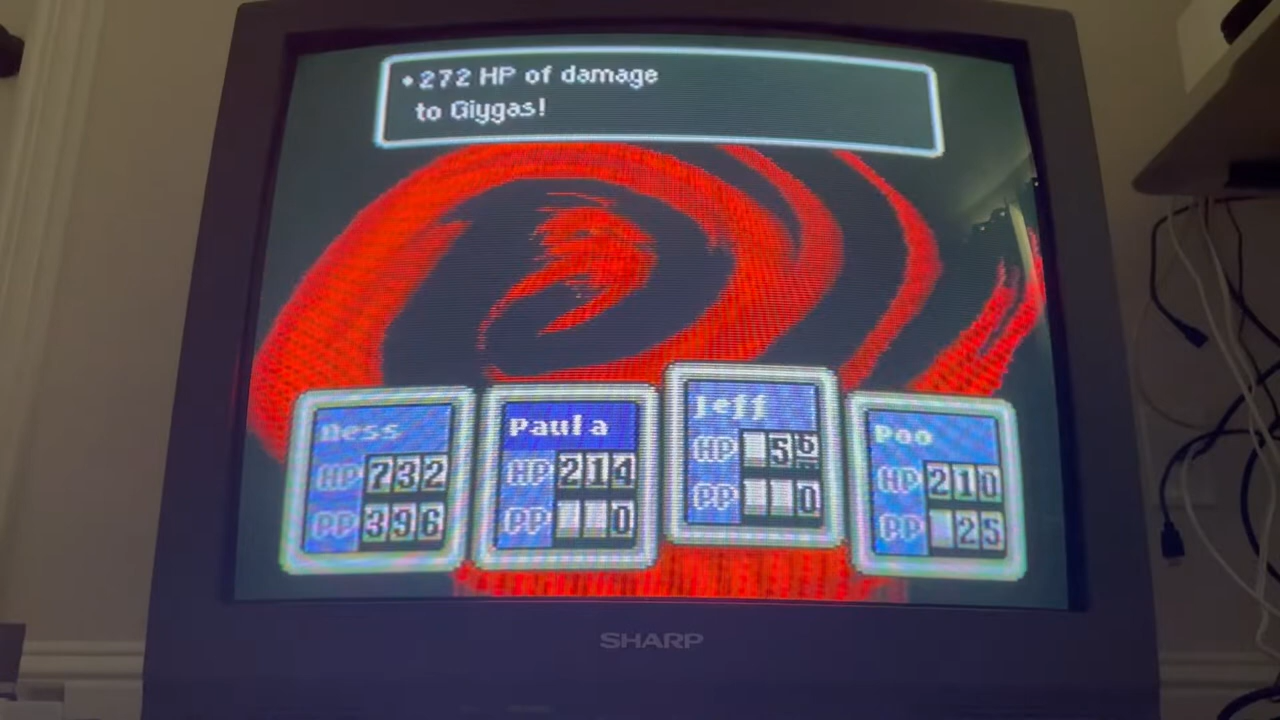 •272 HP of damage
to Giygas!
Ness
HP 732
PP 396
Paula
HP 214
PP 0
Jeff
HP 56
PP 0
Poo
HP 210
PP 25
SHARP